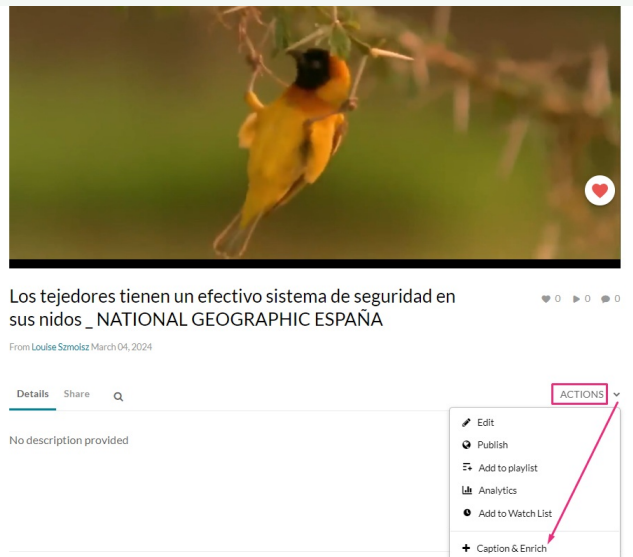 Los tejedores tienen un efectivo sistema de seguridad en
sus nidos _ NATIONAL GEOGRAPHIC ESPAÑA
0 0 0
From Louise Szmoisz March 04, 2024
Details Share
ACTIONS
No description provided
Edit
Publish
Add to playlist
Analytics
Add to Watch List
Caption & Enrich